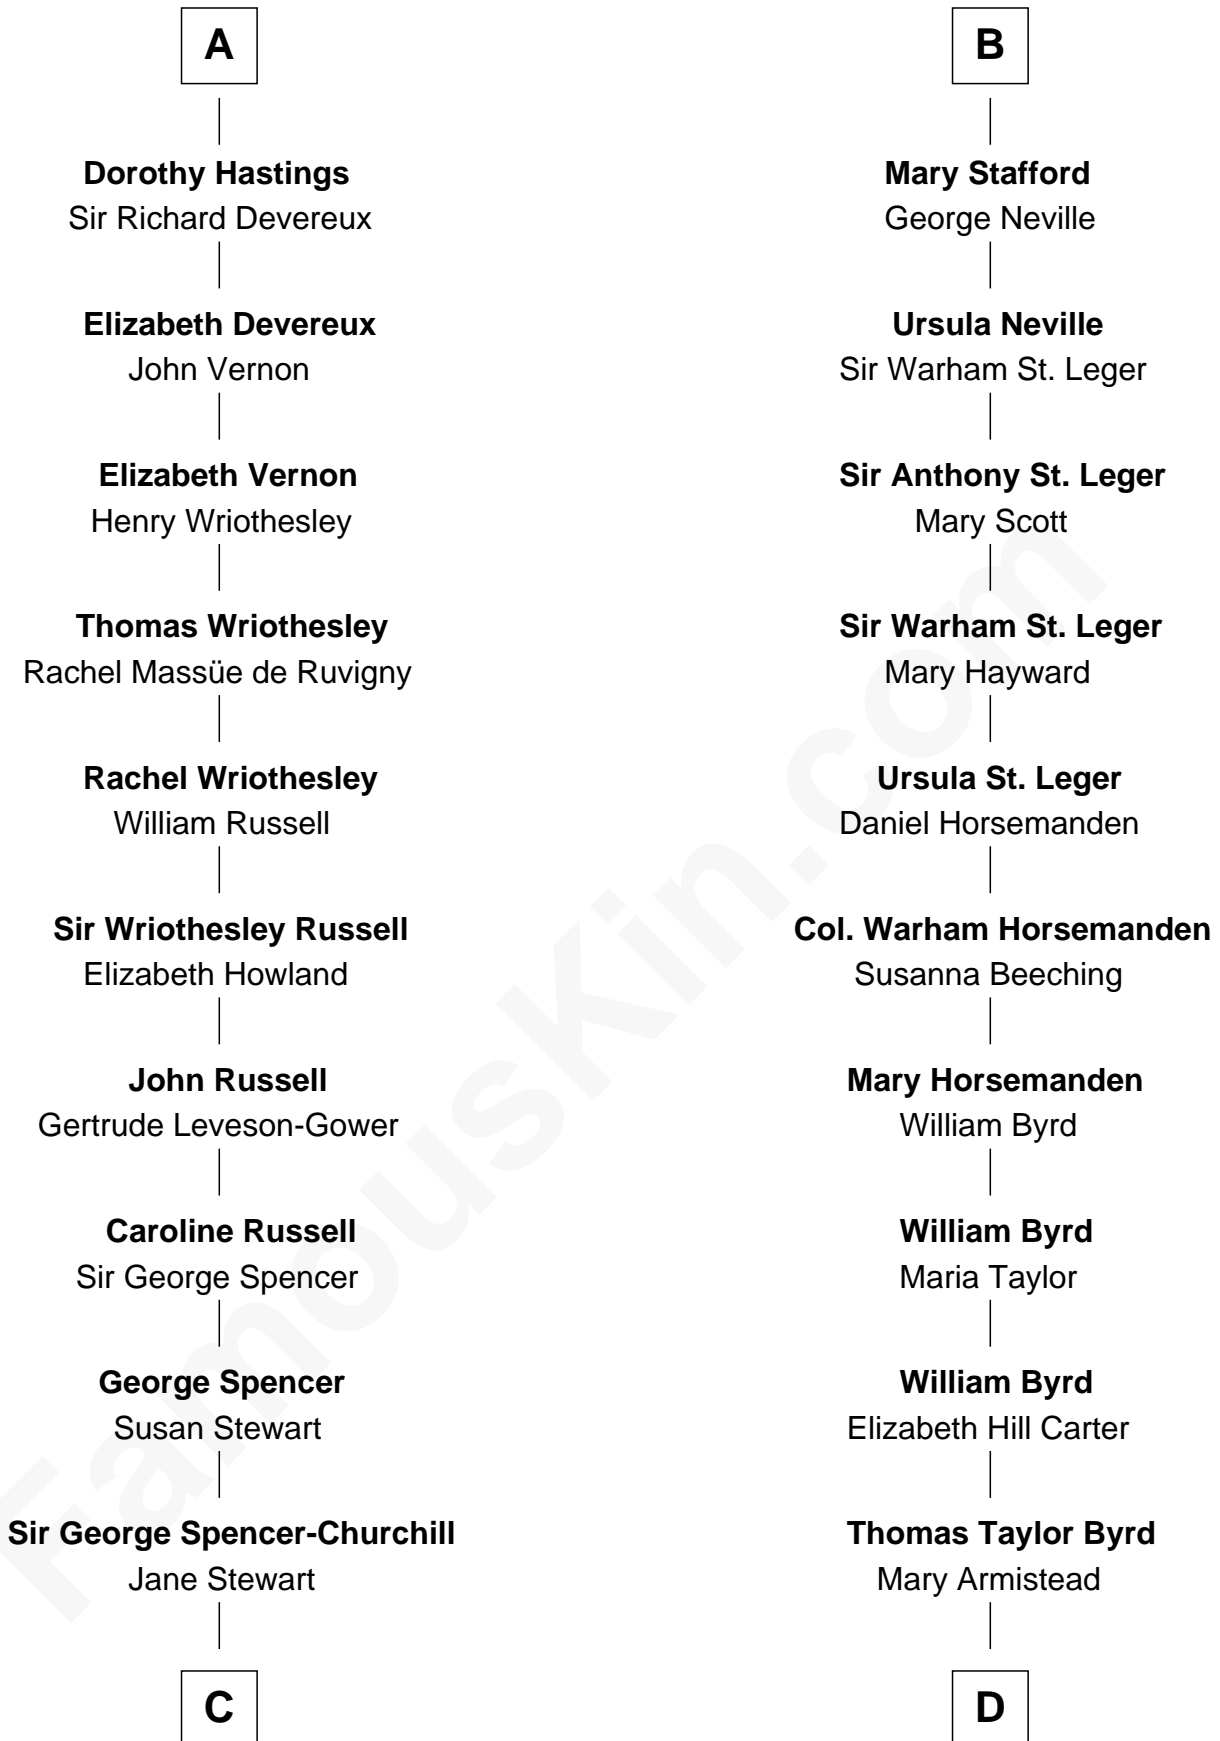 A
Dorothy Hastings
Sir Richard Devereux
Elizabeth Devereux
John Vernon
Elizabeth Vernon
Henry Wriothesley
Thomas Wriothesley
Rachel Massüe de Ruvigny
Rachel Wriothesley
William Russell
Sir Wriothesley Russell
Elizabeth Howland
John Russell
Gertrude Leveson-Gower
Caroline Russell
Sir George Spencer
George Spencer
Susan Stewart
Sir George Spencer-Churchill
Jane Stewart
C
B
Mary Stafford
George Neville
Ursula Neville
Sir Warham St. Leger
Sir Anthony St. Leger
Mary Scott
Sir Warham St. Leger
Mary Hayward
Ursula St. Leger
Daniel Horsemanden
Col. Warham Horsemanden
Susanna Beeching
Mary Horsemanden
William Byrd
William Byrd
Maria Taylor
William Byrd
Elizabeth Hill Carter
Thomas Taylor Byrd
Mary Armistead
D
FamousKin.com